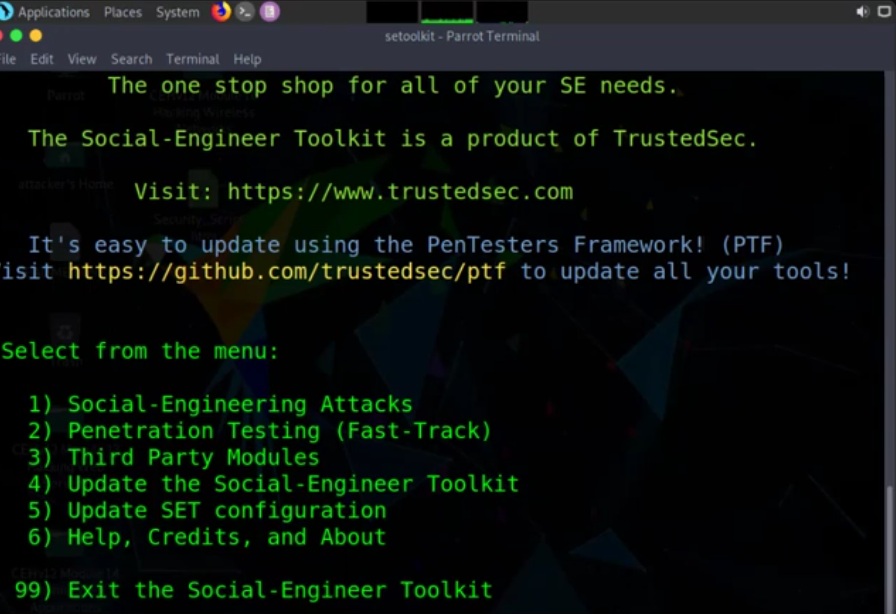 Applications Places System
setoolkit - Parrot Terminal
File Edit View Search Terminal Help
The one stop shop for all of your SE needs.
The Social-Engineer Toolkit is a product of TrustedSec.
Visit: https://www.trustedsec.com
It's easy to update using the PenTesters Framework! (PTF)
isit https://github.com/trustedsec/ptf to update all your tools!
Select from the menu:
1) Social-Engineering Attacks
2) Penetration Testing (Fast-Track)
3) Third Party Modules
4) Update the Social-Engineer Toolkit
5) Update SET configuration
6) Help, Credits, and About
99) Exit the Social-Engineer Toolkit